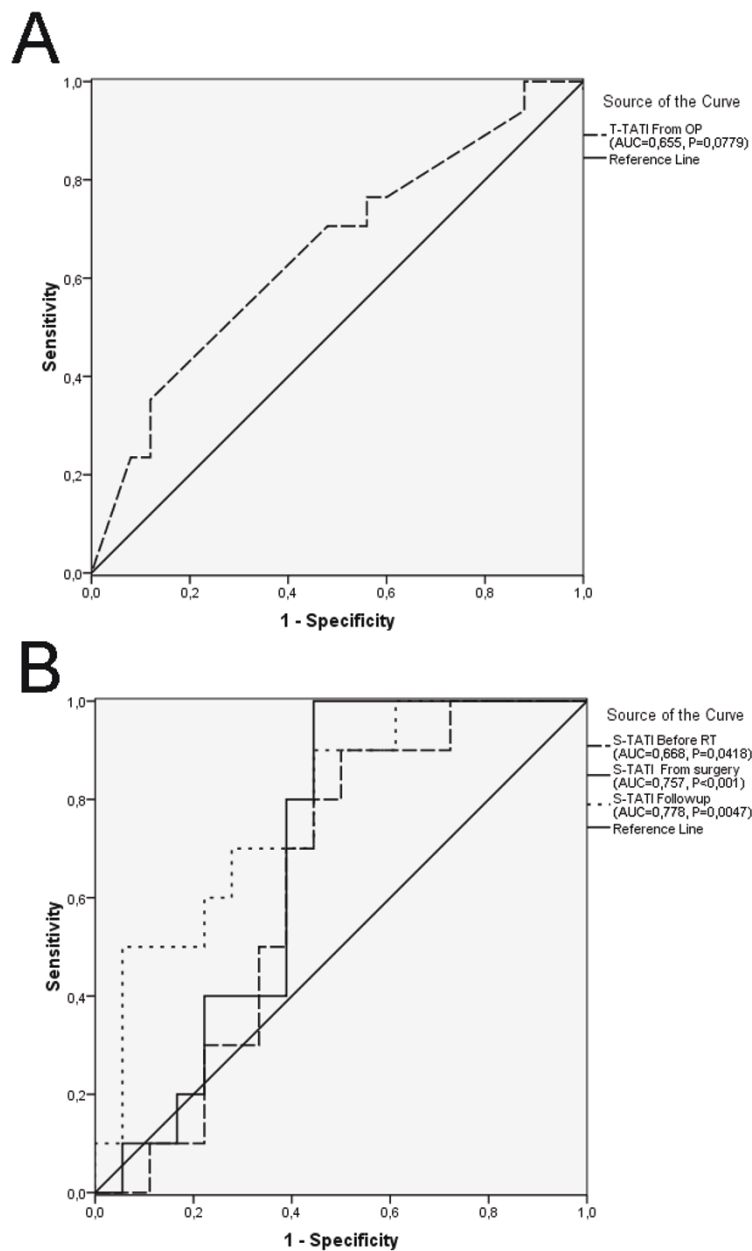 A
1,0
0,8
0,6
0,4
0,2
0,0
Sensitivity
0,0 0,2 0,4 0,6 0,8 1,0
1 - Specificity
Source of the Curve
T-TATI From OP
(AUC=0,655, P=0,0779)
Reference Line
B
1,0
0,8
0,6
0,4
0,2
0,0
Sensitivity
0,0 0,2 0,4 0,6 0,8 1,0
1 - Specificity
Source of the Curve
S-TATI Before RT
(AUC=0,668, P=0,0418)
S-TATI From surgery
(AUC=0,757, P<0,001)
S-TATI Followup
(AUC=0,778, P=0,0047)
Reference Line